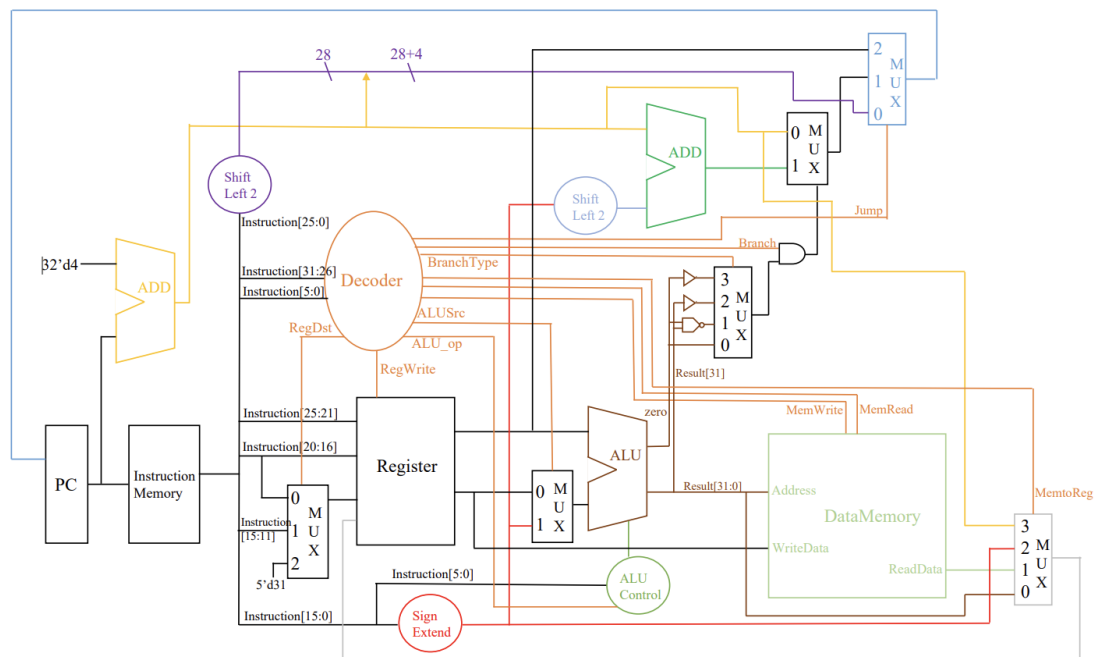 28
28+4
2
M
1
U
X
0
0
M
U
1
X
ADD
Shift
Left 2
Shift
Left 2
Jump
Instruction[25:0]
Branch
32'd4
ADD
Instruction[31:26]
Decoder
BranchType
Instruction[5:0]
3
M
2
U
1
X
0
RegDst
ALUSrc
ALU_op
RegWrite
Result[31]
Instruction[25:21]
zero
MemWrite
MemRead
Instruction[20:16]
PC
Instruction
Memory
Register
ALU
0
M
U
1
X
Result[31:0]
Address
MemtoReg
0
M
Instruction
[15:11]
1
U
X
2
5'd31
DataMemory
WriteData
3
2
M
1
U
X
0
ReadData
Instruction[5:0]
ALU
Control
Instruction[15:0]
Sign
Extend